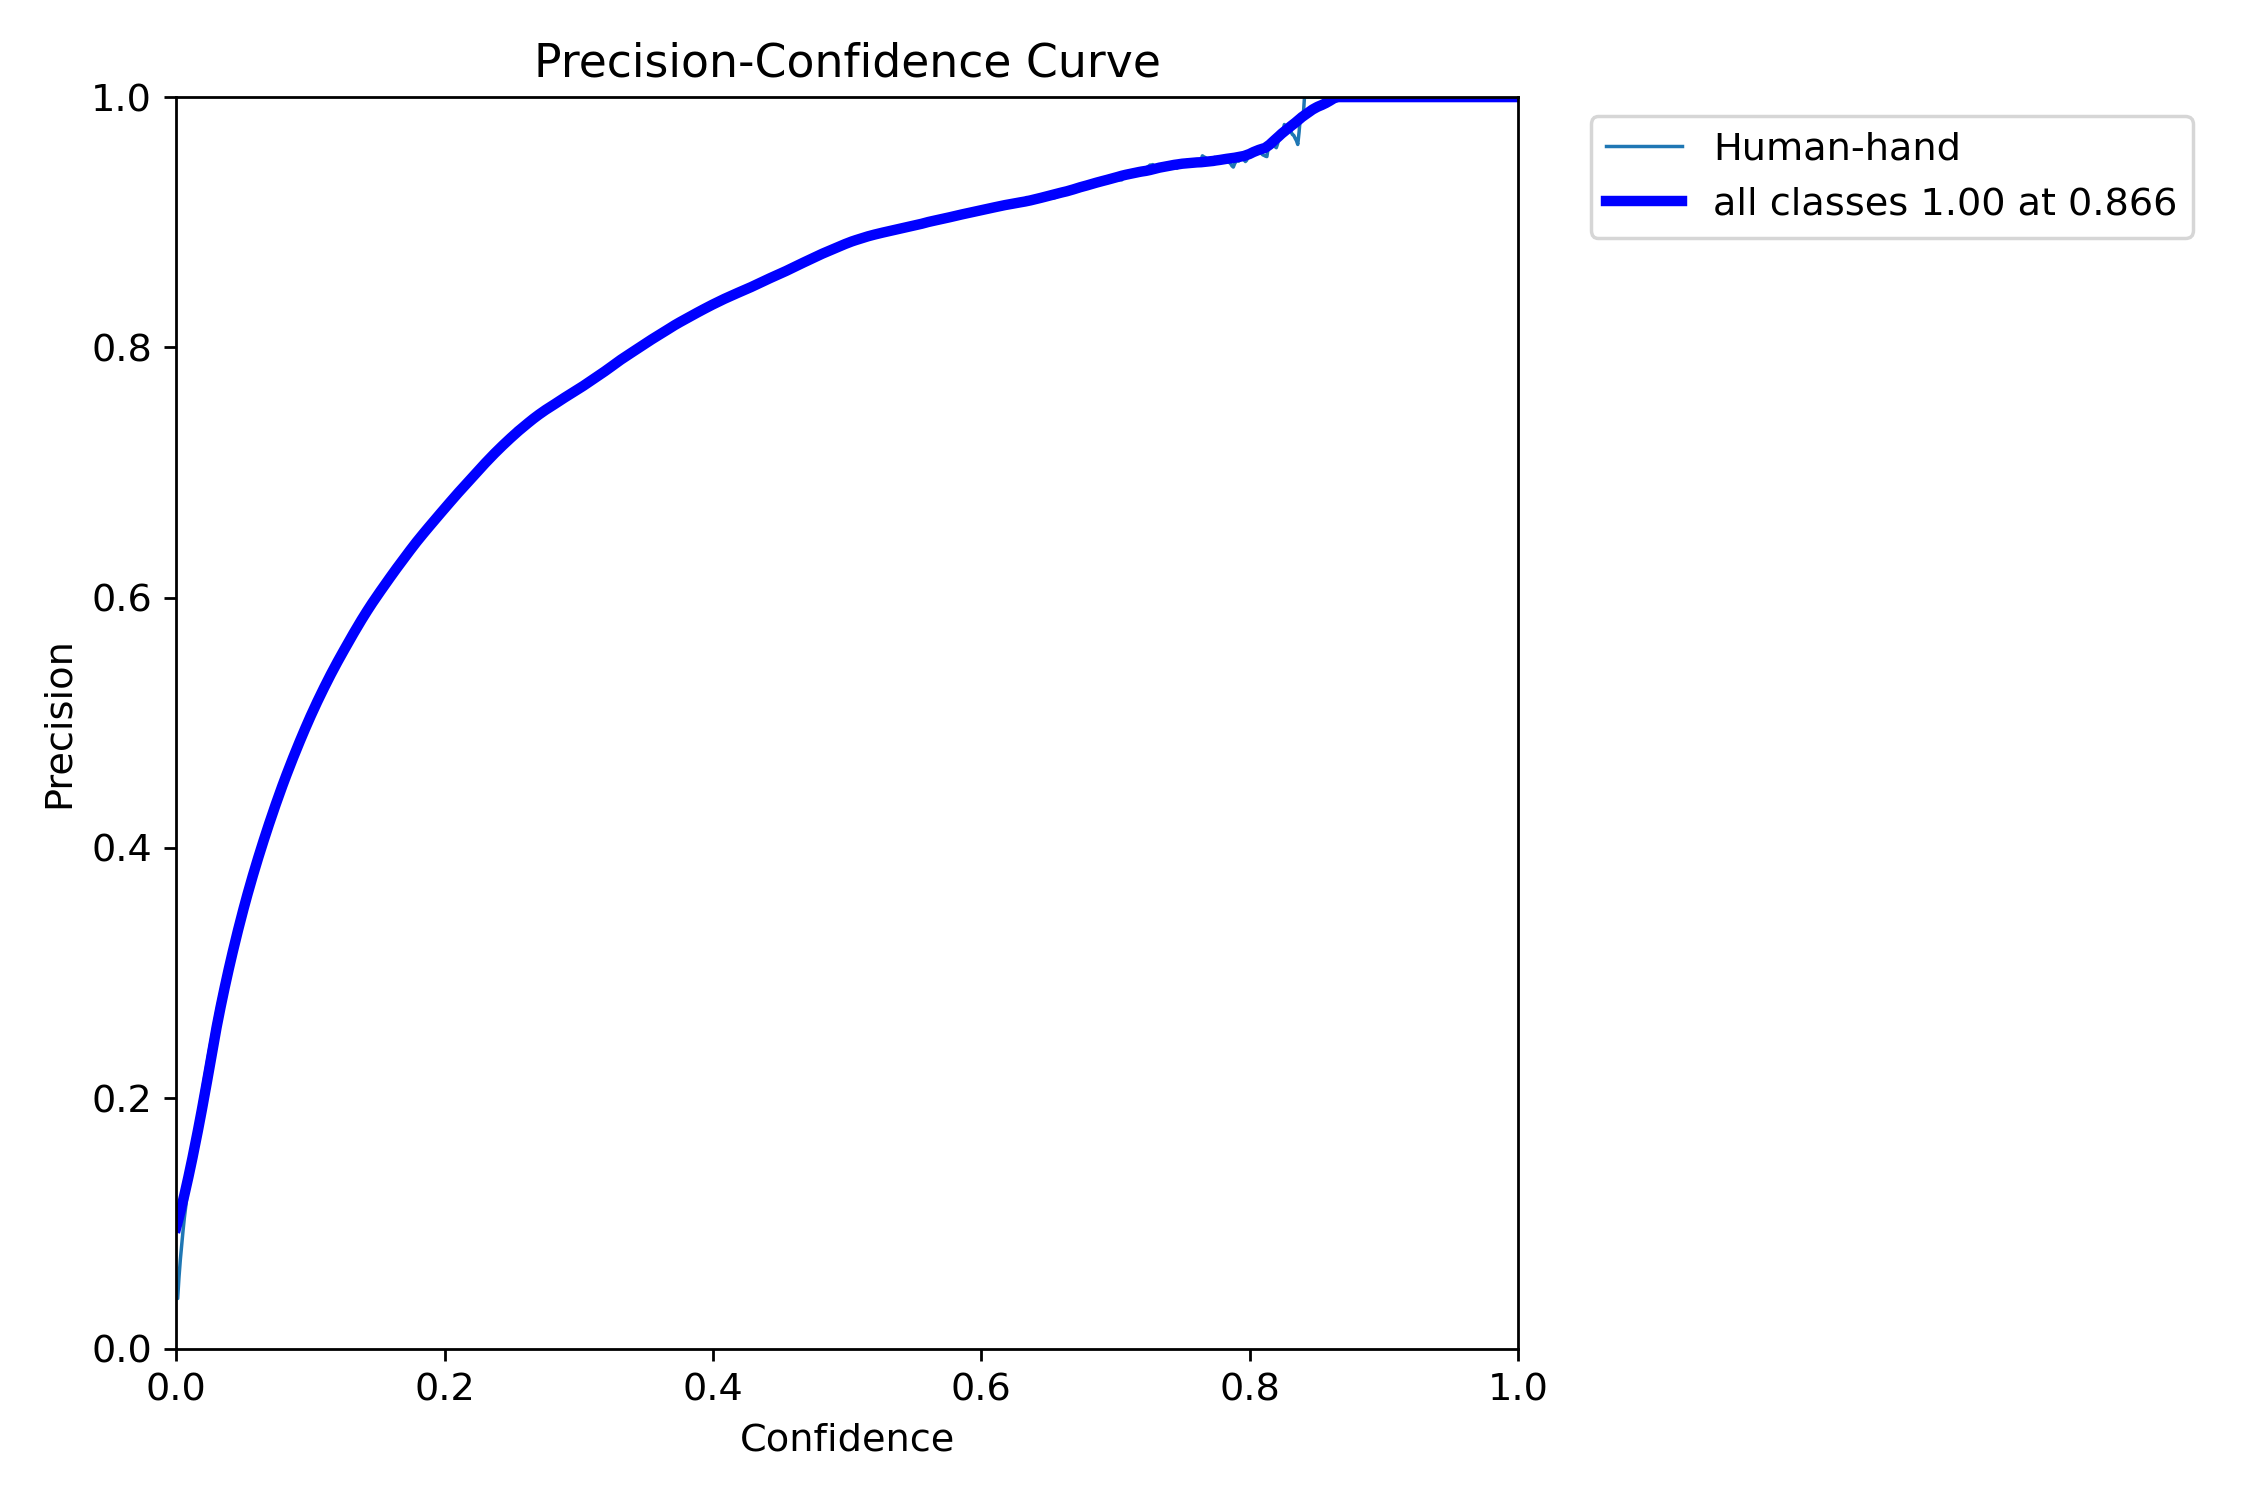 Precision-Confidence Curve
1.0
0.8
0.6
0.4
0.2
0.0
Precision
0.0 0.2 0.4 0.6 0.8 1.0
Confidence
Human-hand
all classes 1.00 at 0.866